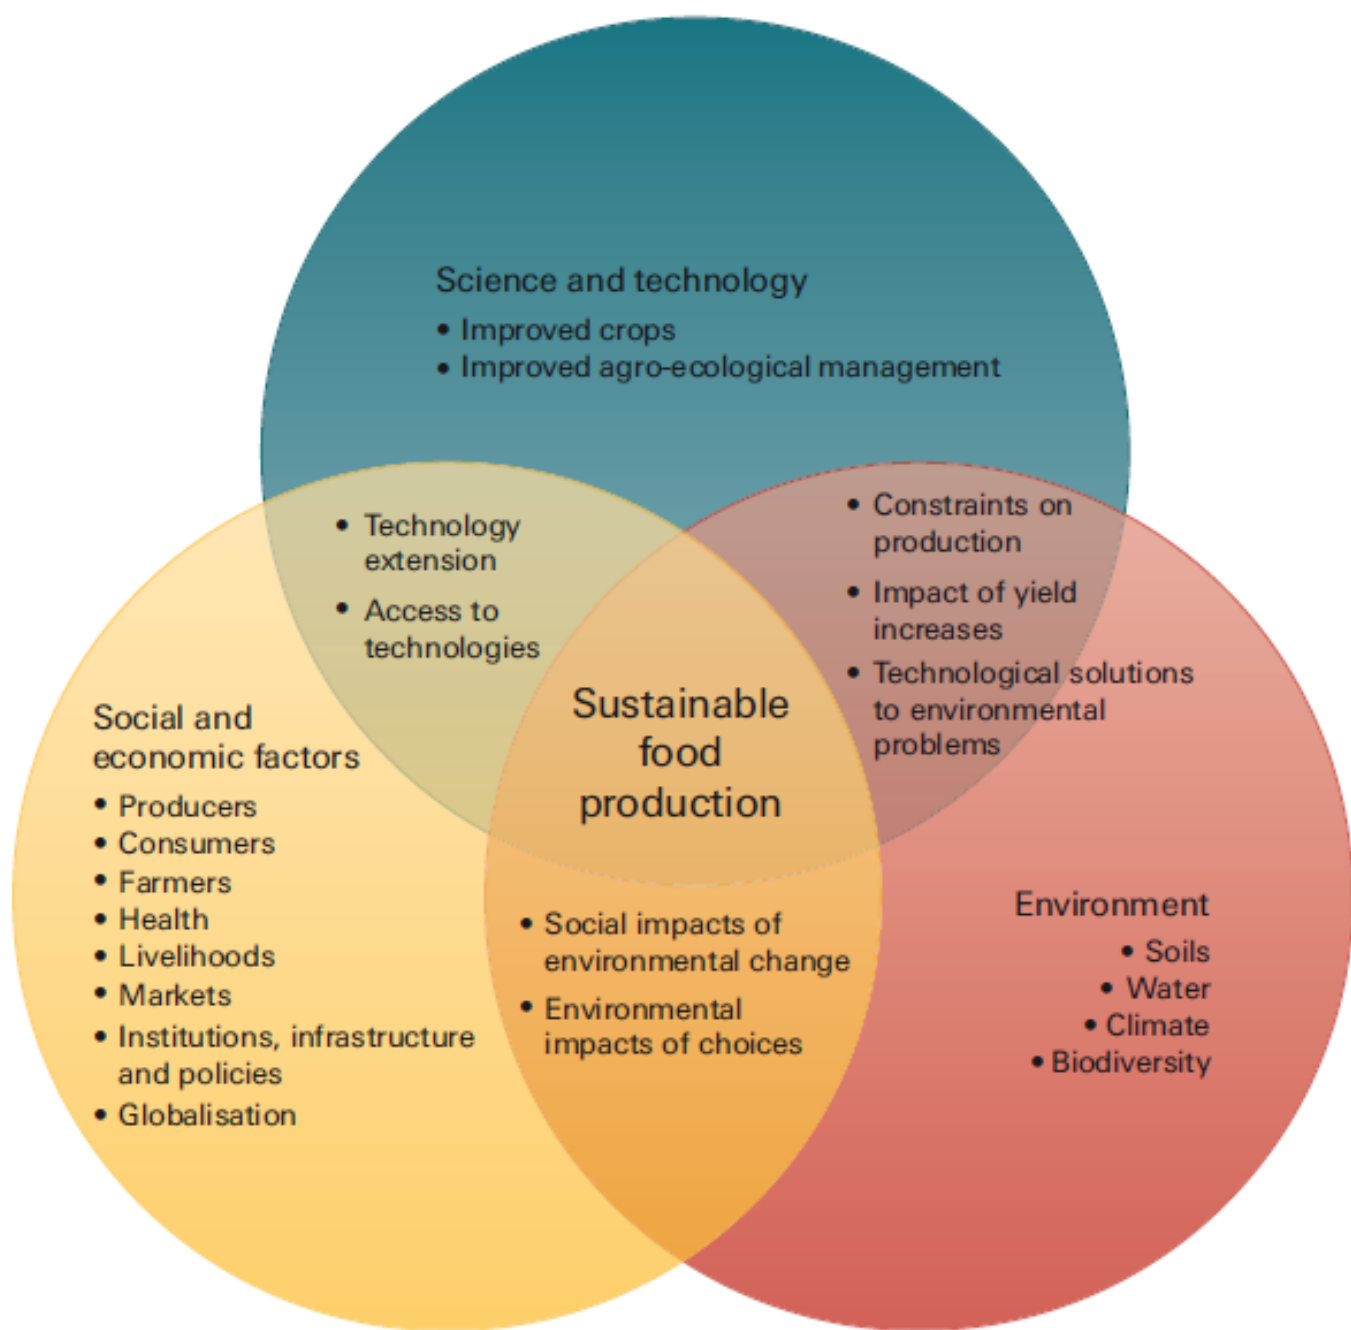 Science and technology
• Improved crops
• Improved agro-ecological management
• Technology
extension
• Access to
technologies
• Constraints on
production
• Impact of yield
increases
• Technological solutions
to environmental
problems
Sustainable
food
production
Social and
economic factors
• Producers
• Consumers
• Farmers
• Health
• Livelihoods
• Markets
• Institutions, infrastructure
and policies
• Globalisation
• Social impacts of
environmental change
• Environmental
impacts of choices
Environment
• Soils
• Water
• Climate
• Biodiversity